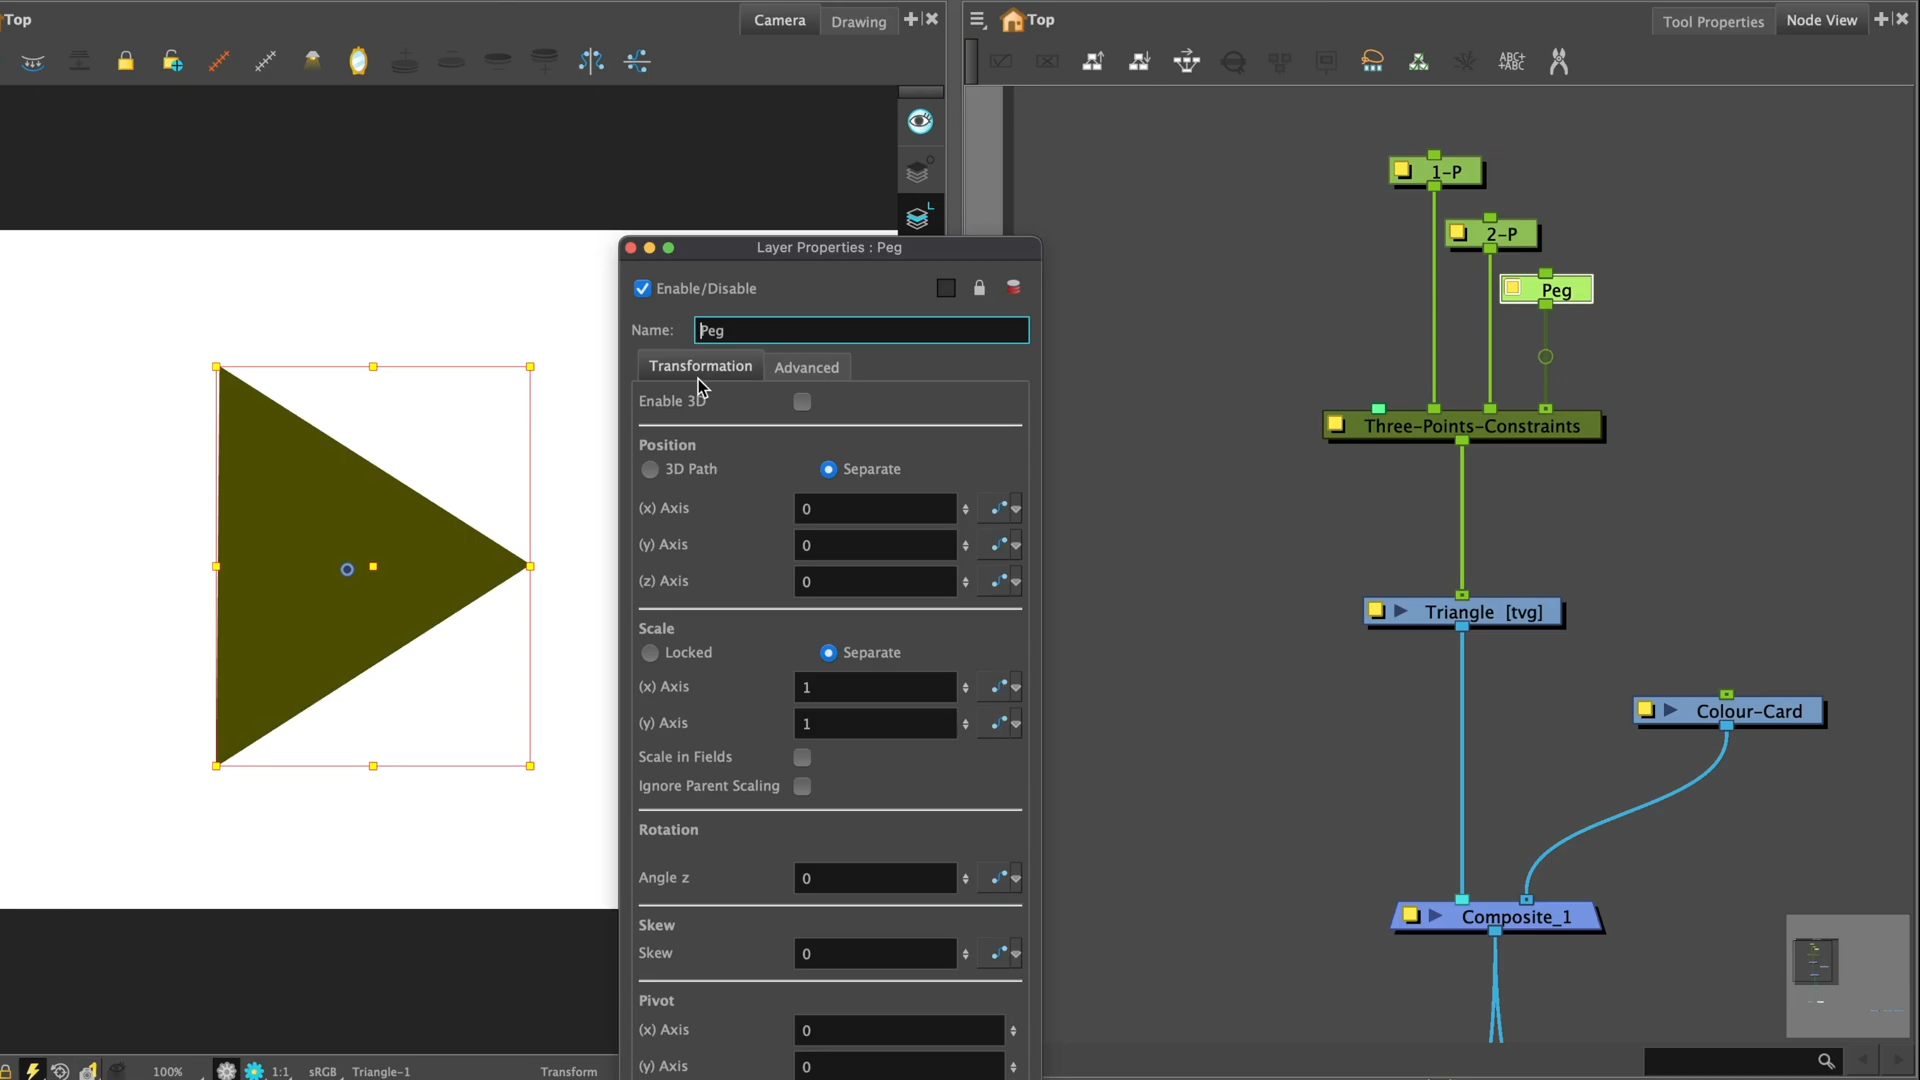 Top
Camera
Drawing
Top
Tool Properties
Node View
ABC+
+ABC
O
L
Layer Properties : Peg
Enable/Disable
Name: Peg
Transformation
Advanced
Enable 3D
Position
3D Path
Separate
(x) Axis 0
(y) Axis 0
(z) Axis 0
Scale
Locked
Separate
(x) Axis 1
(y) Axis 1
Scale in Fields
Ignore Parent Scaling
Rotation
Angle z 0
Skew
Skew 0
Pivot
(x) Axis 0
(y) Axis 0
1-P
2-P
Peg
Three-Points-Constraints
Triangle [tvg]
Colour-Card
Composite_1
100%
1:1
sRGB
Triangle-1
Transform